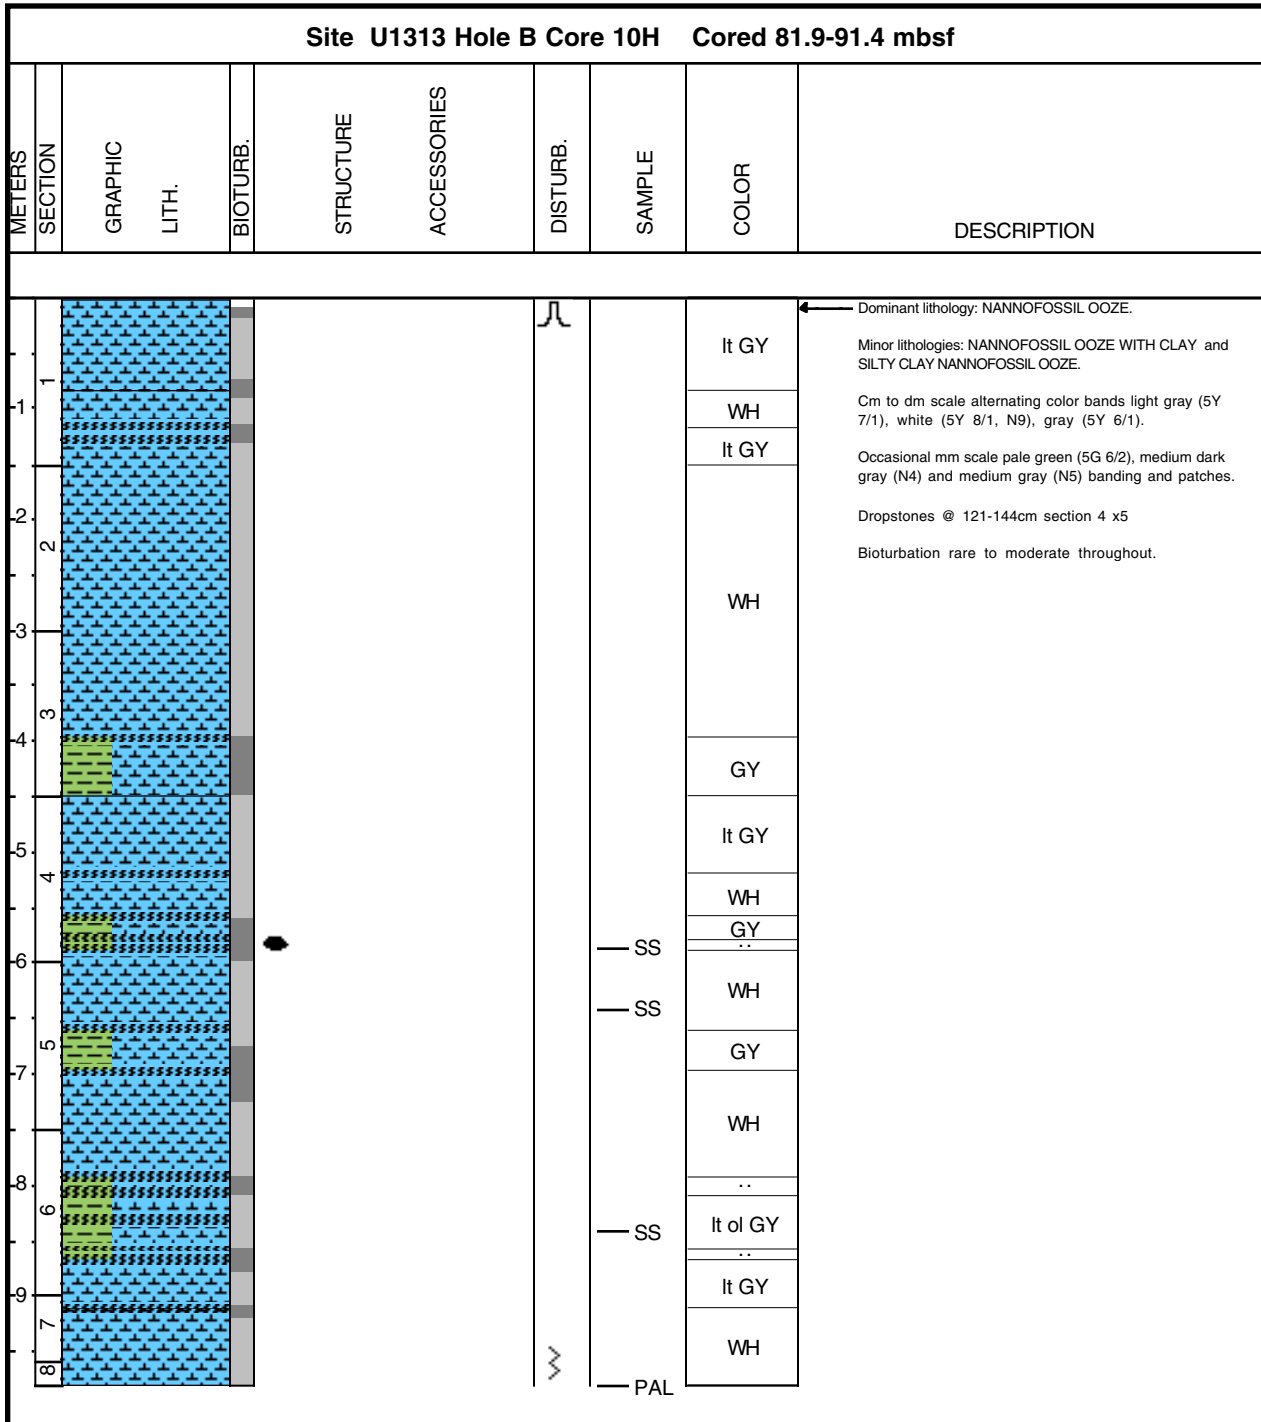 Site U1313 Hole B Core 10H Cored 81.9-91.4 mbsf
METERS
SECTION
GRAPHIC
LITH.
BIOTURB.
STRUCTURE
ACCESSORIES
DISTURB.
SAMPLE
COLOR
DESCRIPTION
Dominant lithology: NANNOFOSSIL OOZE.
Minor lithologies: NANNOFOSSIL OOZE WITH CLAY and
SILTY CLAY NANNOFOSSIL OOZE.
Cm to dm scale alternating color bands light gray (5Y
7/1), white (5Y 8/1, N9), gray (5Y 6/1).
Occasional mm scale pale green (5G 6/2), medium dark
gray (N4) and medium gray (N5) banding and patches.
Dropstones @ 121-144cm section 4 x5
Bioturbation rare to moderate throughout.
1
2
3
4
5
6
7
8
9
1
2
3
4
5
6
7
8
SS
SS
SS
PAL
lt GY
WH
lt GY
WH
GY
lt GY
WH
GY
..
WH
GY
WH
..
lt ol GY
..
lt GY
WH